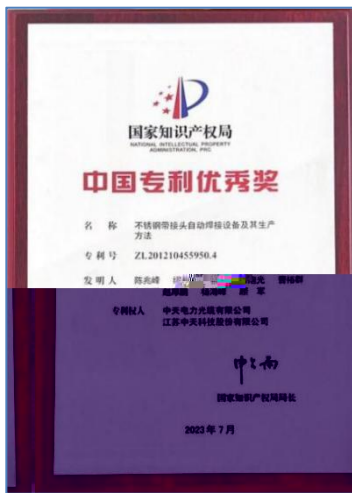 国家知识产权局
NATIONAL INTELLECTUAL PROPERTY
ADMINISTRATION, PRC
中国专利优秀奖
名 称 不锈钢带接头自动焊接设备及其生产
方法
专 利 号 ZL201210455950.4
发 明 人 陈兆峰
专利权人 中天电力光缆有限公司
江苏中天科技股份有限公司
国家知识产权局局长
2023 年 7 月